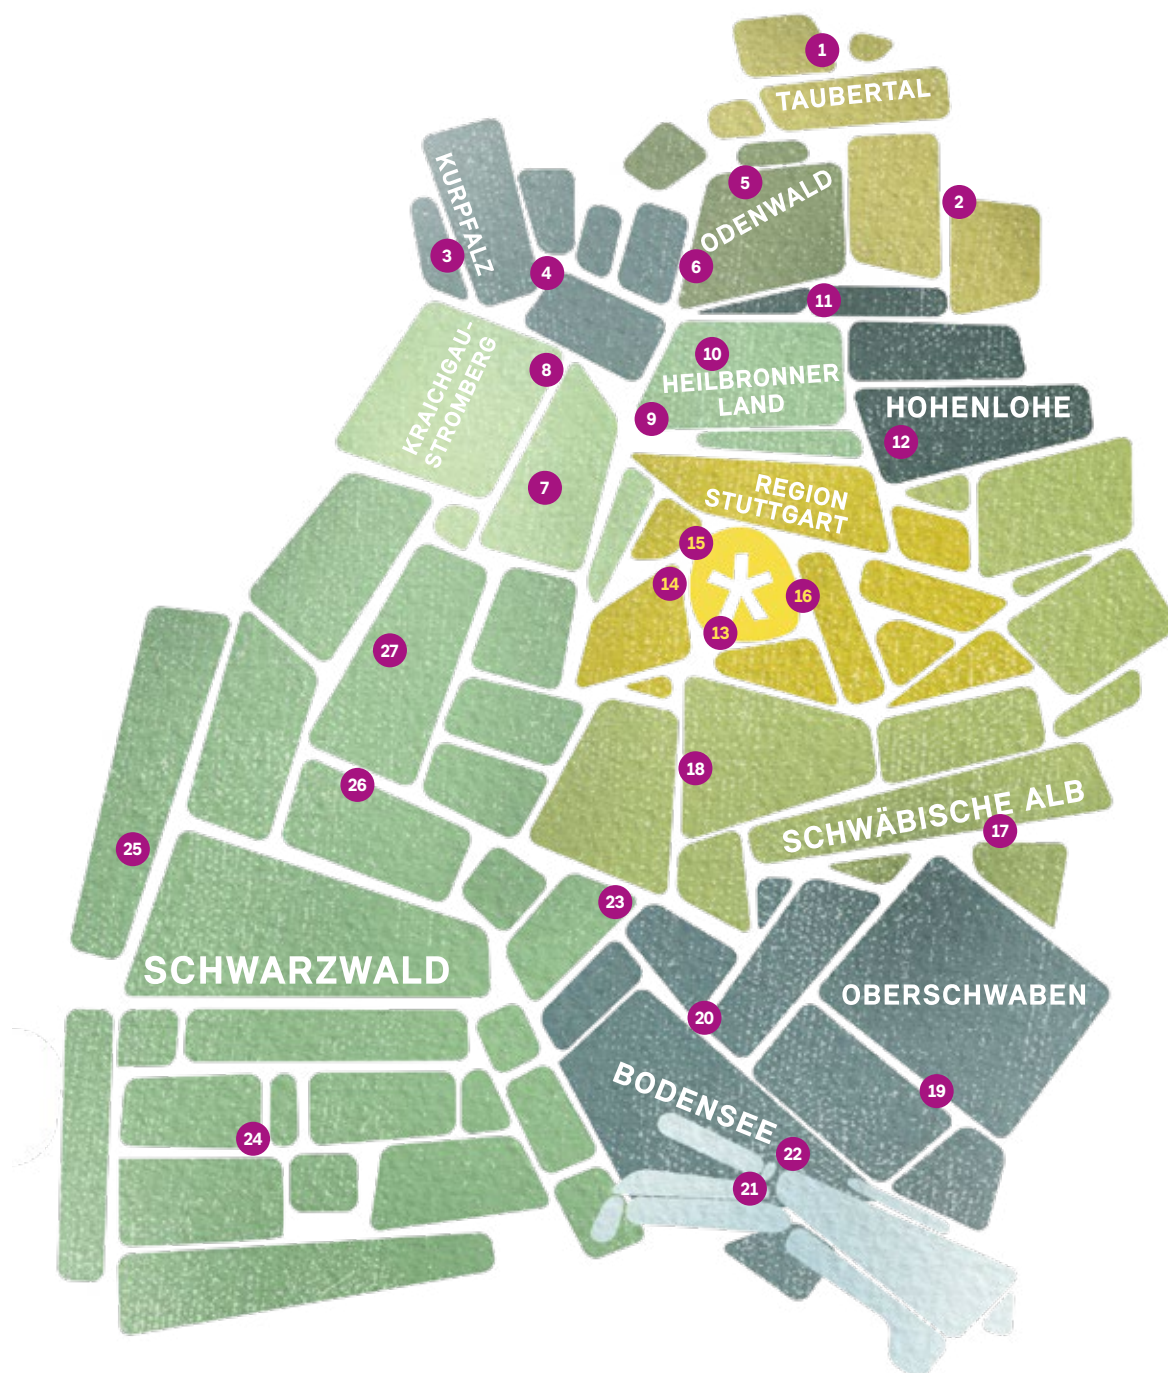 1
TAUBERTAL
KURPFALZ
5
ODENWALD
2
3
4
6
11
KRAICHGAU-
STROMBERG
8
10
HEILBRONNER
LAND
9
HOHENLOHE
12
7
REGION
STUTTGART
15
14
16
13
27
18
26
SCHWÄBISCHE ALB
17
25
23
SCHWARZWALD
OBERSCHWABEN
20
BODENSEE
19
24
22
21